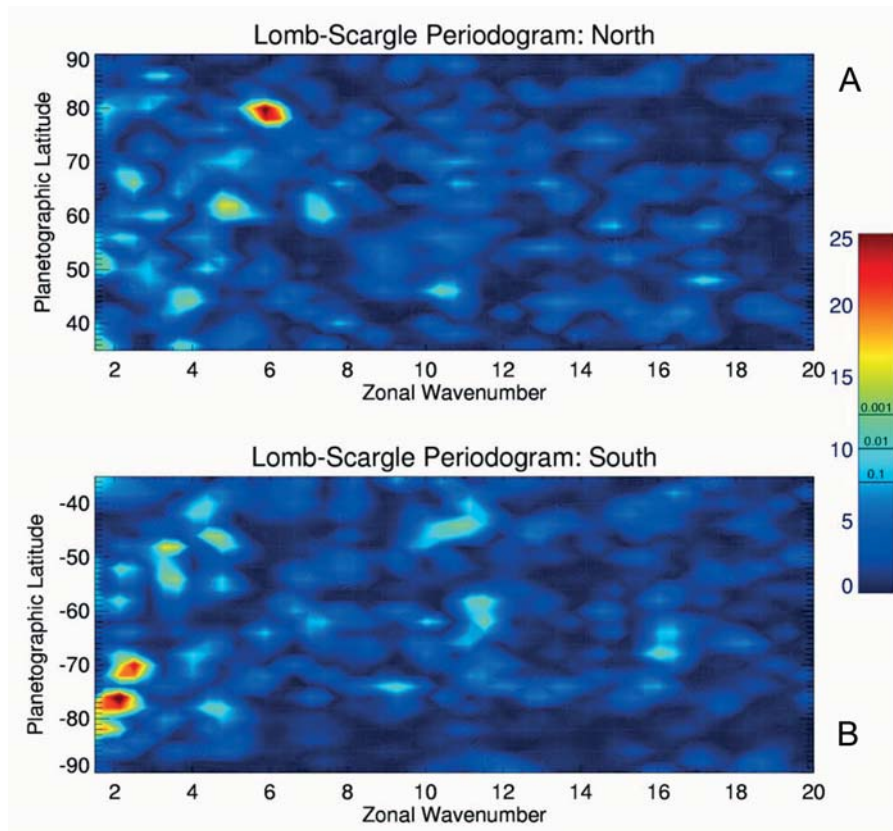 Lomb-Scargle Periodogram: North
A
Planetographic Latitude
90
80
70
60
50
40
2 4 6 8 10 12 14 16 18 20
Zonal Wavenumber
25
20
15
0.001
10
0.01
0.1
5
0
Lomb-Scargle Periodogram: South
B
Planetographic Latitude
-40
-50
-60
-70
-80
-90
2 4 6 8 10 12 14 16 18 20
Zonal Wavenumber